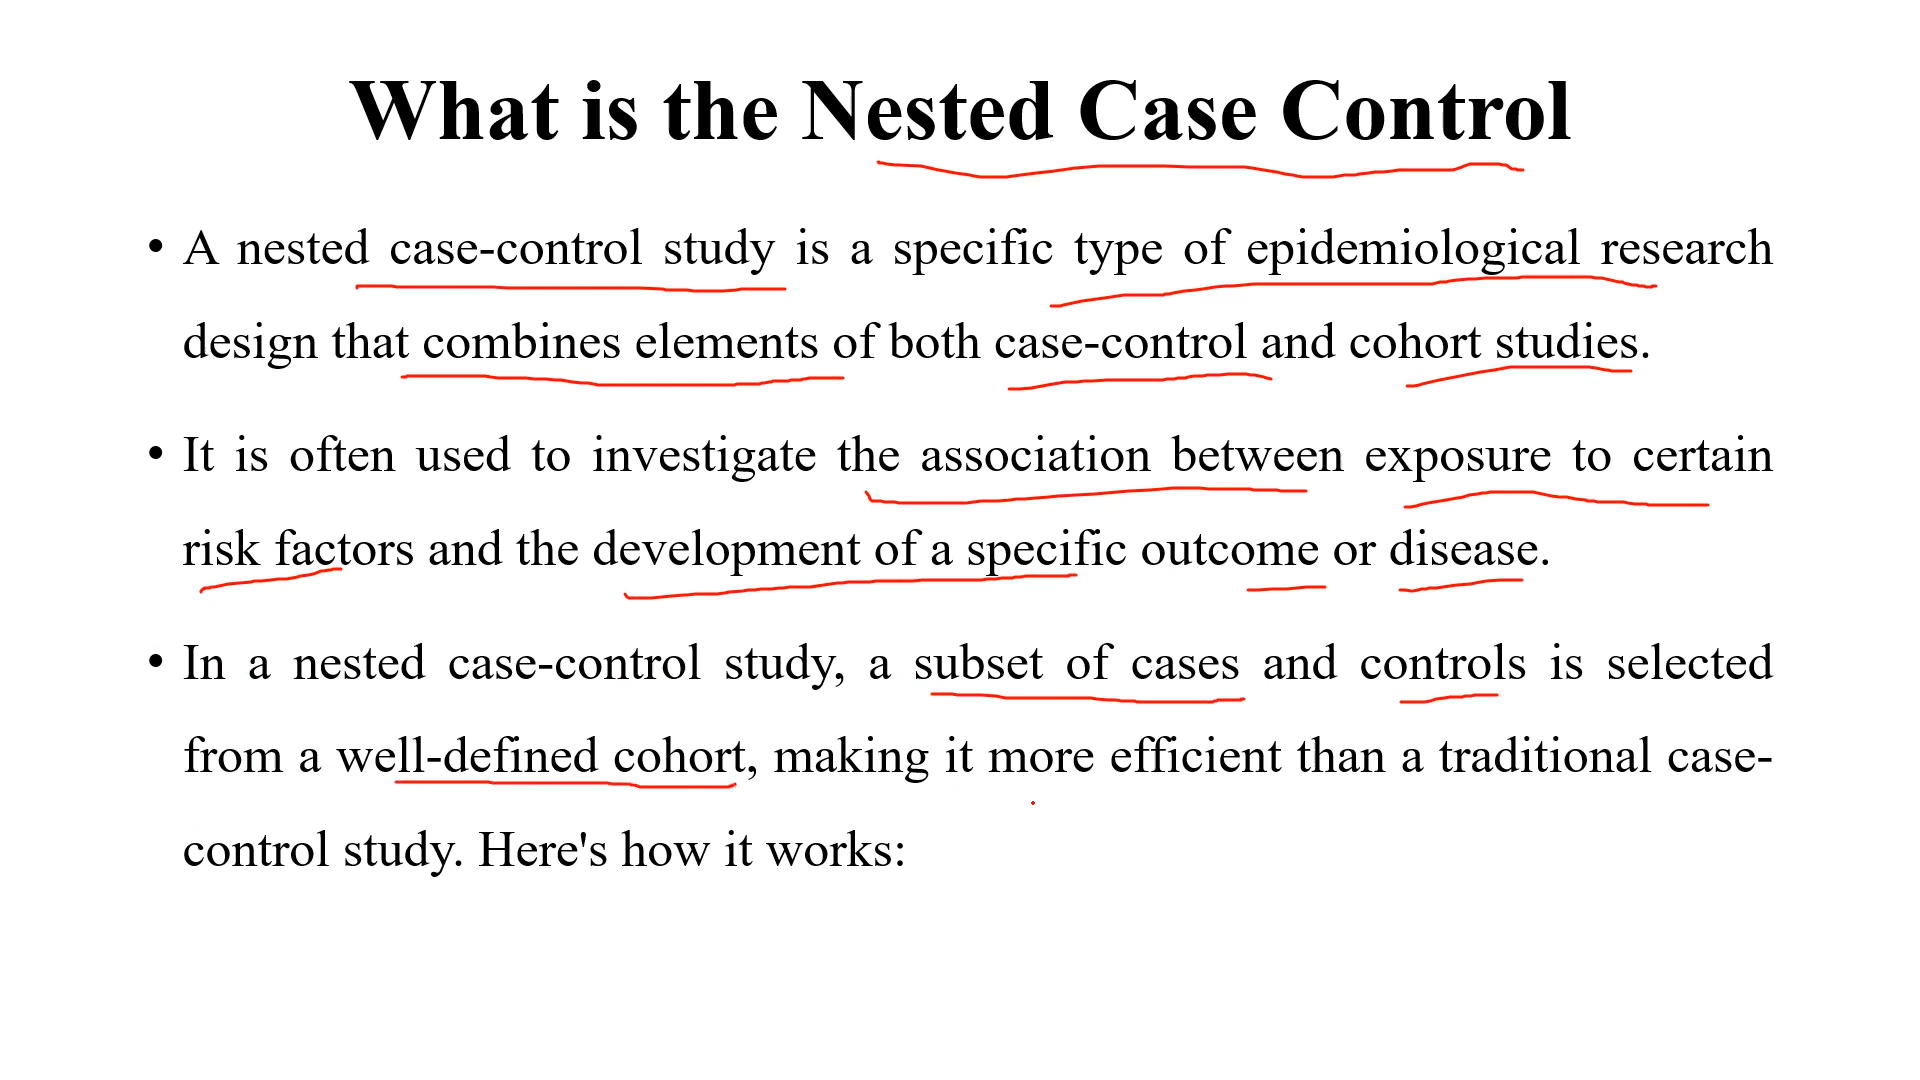 What is the Nested Case Control
• A nested case-control study is a specific type of epidemiological research
design that combines elements of both case-control and cohort studies.
• It is often used to investigate the association between exposure to certain
risk factors and the development of a specific outcome or disease.
• In a nested case-control study, a subset of cases and controls is selected
from a well-defined cohort, making it more efficient than a traditional case-
control study. Here's how it works: